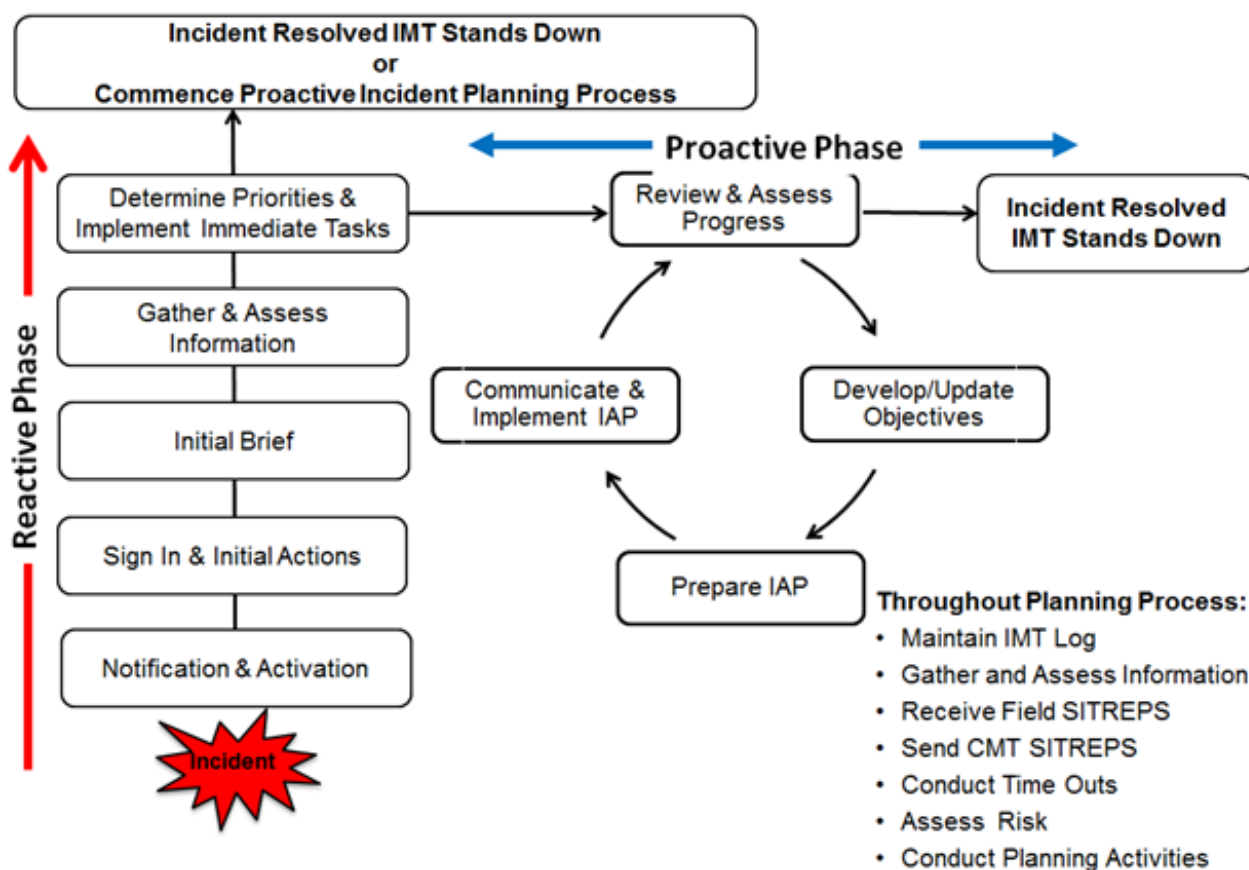 Incident Resolved IMT Stands Down
or
Commence Proactive Incident Planning Process
Reactive Phase
Proactive Phase
Determine Priorities &
Implement Immediate Tasks
Review & Assess
Progress
Incident Resolved
IMT Stands Down
Gather & Assess
Information
Communicate &
Implement IAP
Develop/Update
Objectives
Initial Brief
Sign In & Initial Actions
Prepare IAP
Notification & Activation
Incident
Throughout Planning Process:
• Maintain IMT Log
• Gather and Assess Information
• Receive Field SITREPS
• Send CMT SITREPS
• Conduct Time Outs
• Assess Risk
• Conduct Planning Activities